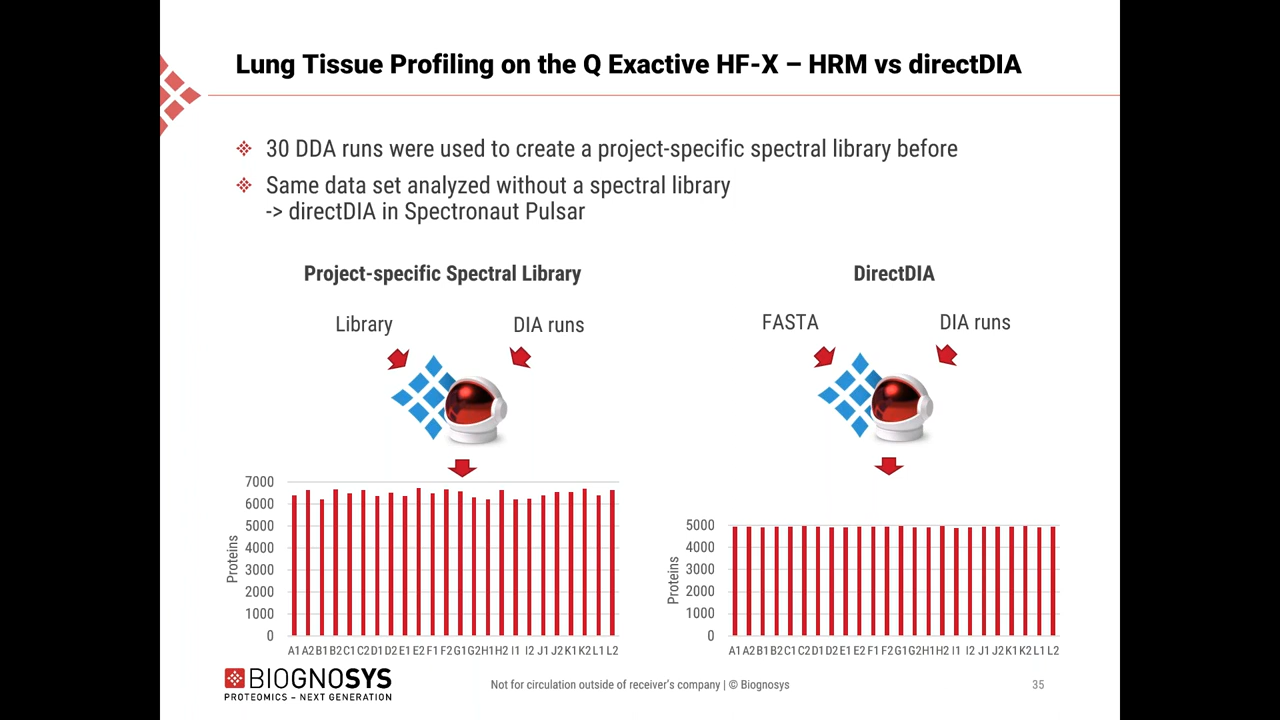 Lung Tissue Profiling on the Q Exactive HF-X – HRM vs directDIA
30 DDA runs were used to create a project-specific spectral library before
Same data set analyzed without a spectral library
-> directDIA in Spectronaut Pulsar
Project-specific Spectral Library
Library
DIA runs
7000
6000
5000
4000
3000
2000
1000
0
Proteins
A1 A2 B1 B2 C1 C2 D1 D2 E1 E2 F1 F2 G1 G2 H1 H2 I1 I2 J1 J2 K1 K2 L1 L2
DirectDIA
FASTA
DIA runs
5000
4000
3000
2000
1000
0
Proteins
A1 A2 B1 B2 C1 C2 D1 D2 E1 E2 F1 F2 G1 G2 H1 H2 I1 I2 J1 J2 K1 K2 L1 L2
BIOGNOSYS
PROTEOMICS – NEXT GENERATION
Not for circulation outside of receiver's company | © Biognosys
35